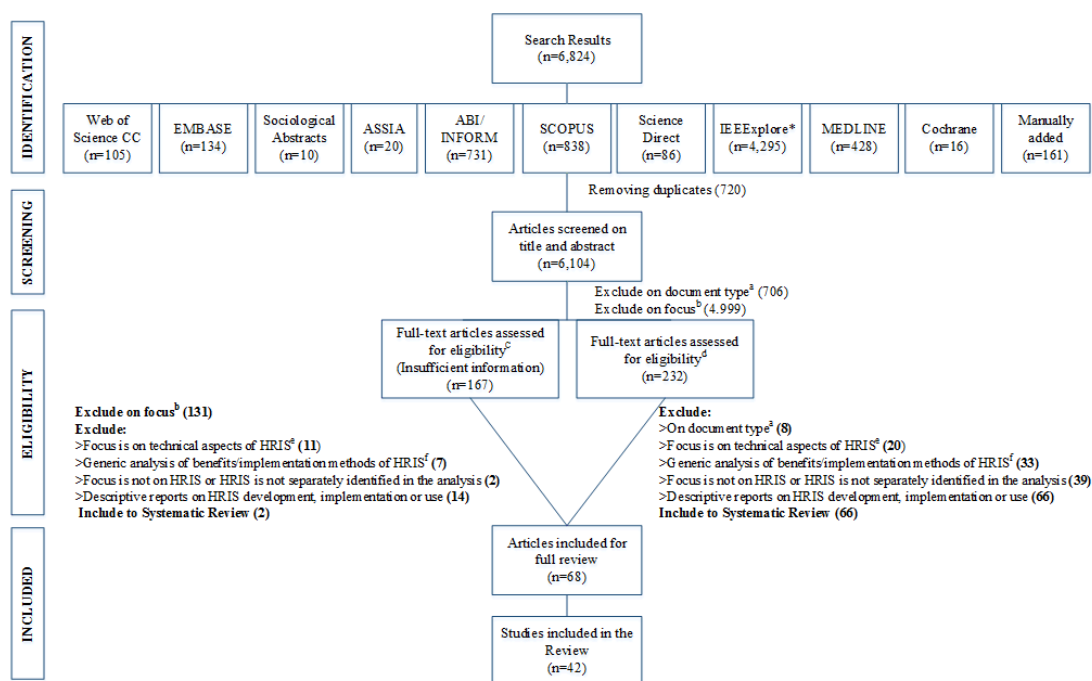 IDENTIFICATION
Search Results
(n=6,824)
Web of
Science CC
(n=105)
EMBASE
(n=134)
Sociological
Abstracts
(n=10)
ASSIA
(n=20)
ABI/
INFORM
(n=731)
SCOPUS
(n=838)
Science
Direct
(n=86)
IEEExplore*
(n=4,295)
MEDLINE
(n=428)
Cochrane
(n=16)
Manually
added
(n=161)
Removing duplicates (720)
SCREENING
Articles screened on
title and abstract
(n=6,104)
Exclude on document type^a (706)
Exclude on focus^b (4.999)
ELIGIBILITY
Full-text articles assessed
for eligibility^c
(Insufficient information)
(n=167)
Full-text articles assessed
for eligibility^d
(n=232)
Exclude on focus^b (131)
Exclude:
>Focus is on technical aspects of HRIS^e (11)
>Generic analysis of benefits/implementation methods of HRIS^f (7)
>Focus is not on HRIS or HRIS is not separately identified in the analysis (2)
>Descriptive reports on HRIS development, implementation or use (14)
Include to Systematic Review (2)
Exclude:
>On document type^a (8)
>Focus is on technical aspects of HRIS^e (20)
>Generic analysis of benefits/implementation methods of HRIS^f (33)
>Focus is not on HRIS or HRIS is not separately identified in the analysis (39)
>Descriptive reports on HRIS development, implementation or use (66)
Include to Systematic Review (66)
INCLUDED
Articles included for
full review
(n=68)
Studies included in the
Review
(n=42)